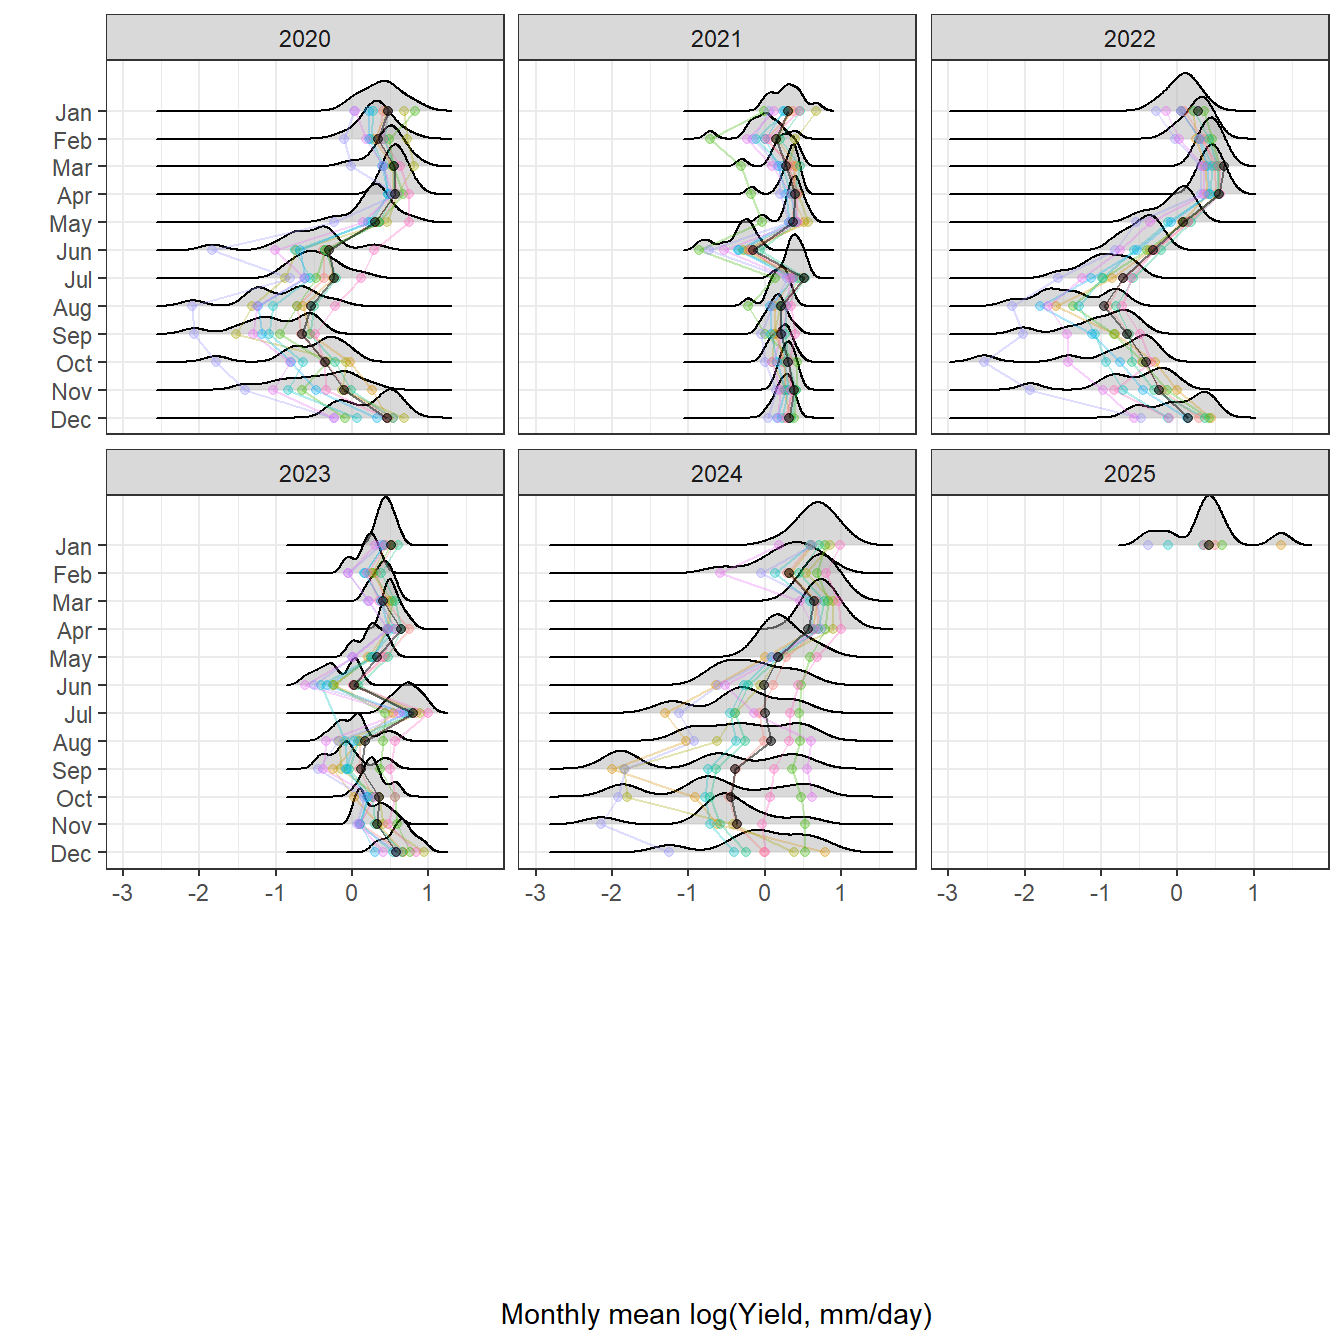 2020 2021 2022
Jan
Feb
Mar
Apr
May
Jun
Jul
Aug
Sep
Oct
Nov
Dec
2023 2024 2025
Jan
Feb
Mar
Apr
May
Jun
Jul
Aug
Sep
Oct
Nov
Dec
-3 -2 -1 0 1 -3 -2 -1 0 1 -3 -2 -1 0 1
Monthly mean log(Yield, mm/day)